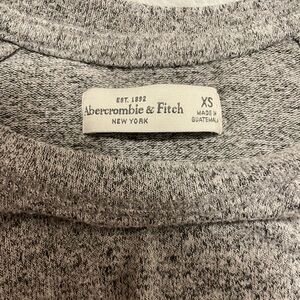 EST. 1892
Abercrombie & Fitch
NEW YORK
XS
MADE IN
GUATEMALA